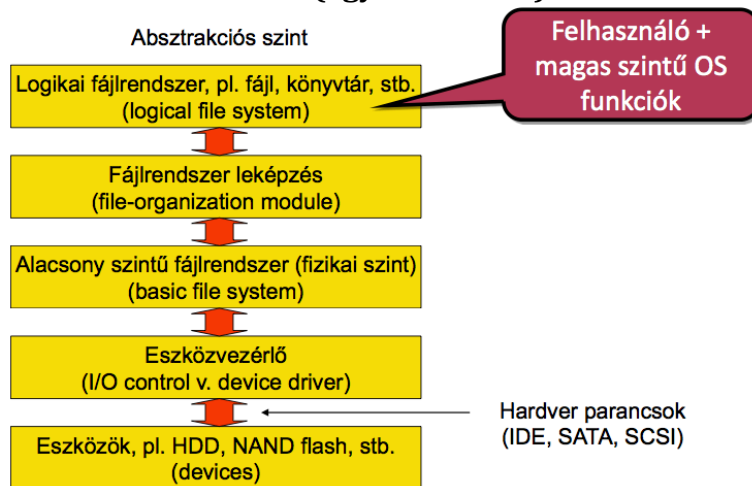 Absztrakciós szint
Felhasználó +
magas szintű OS
funkciók
Logikai fájlrendszer, pl. fájl, könyvtár, stb.
(logical file system)
Fájlrendszer leképzés
(file-organization module)
Alacsony szintű fájlrendszer (fizikai szint)
(basic file system)
Eszközvezérlő
(I/O control v. device driver)
Hardver parancsok
(IDE, SATA, SCSI)
Eszközök, pl. HDD, NAND flash, stb.
(devices)